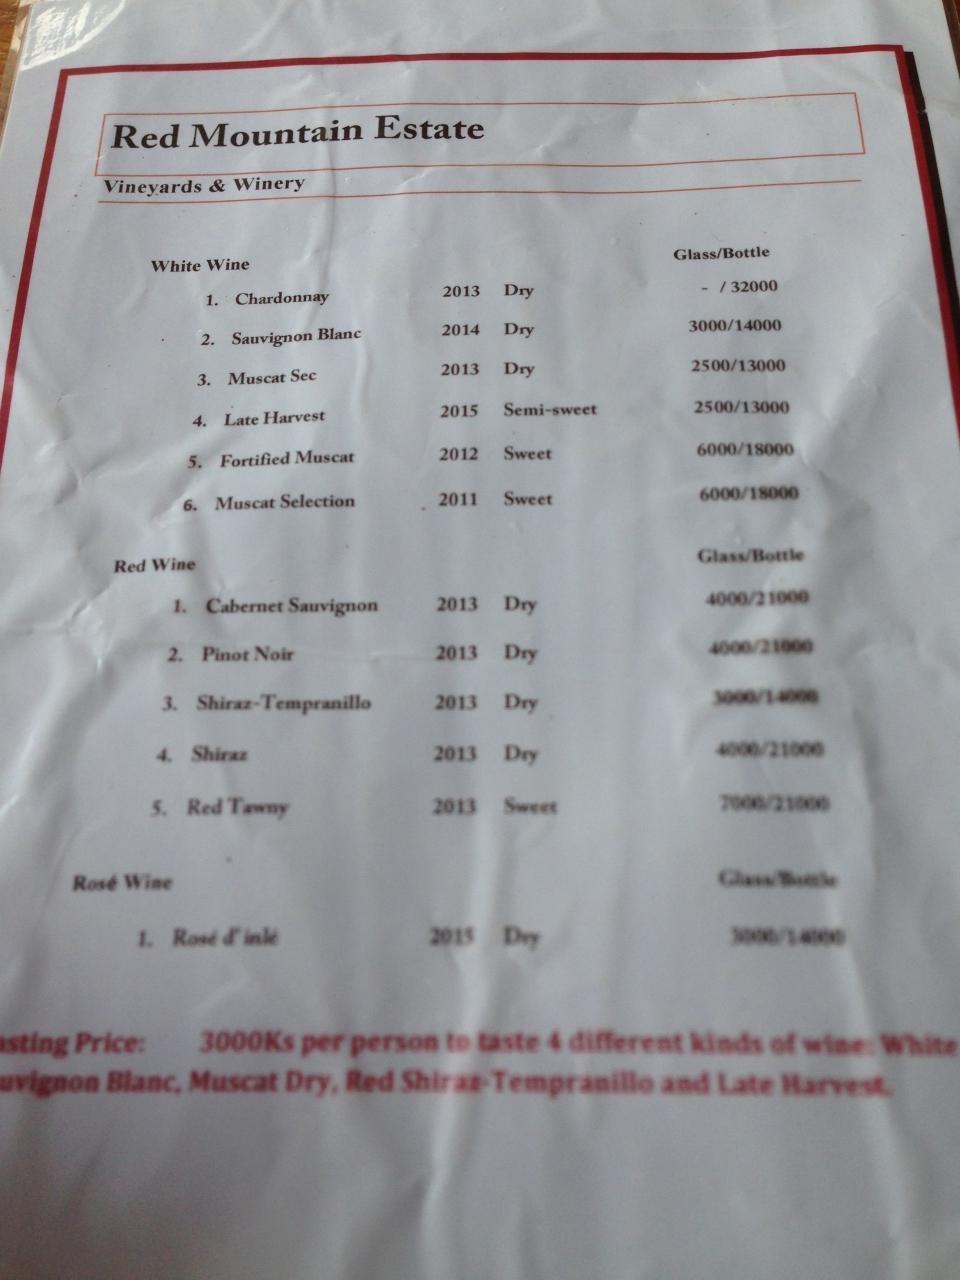 Red Mountain Estate
Vineyards & Winery
White Wine Glass/Bottle
1. Chardonnay 2013 Dry - / 32000
2. Sauvignon Blanc 2014 Dry 3000/14000
3. Muscat Sec 2013 Dry 2500/13000
4. Late Harvest 2015 Semi-sweet 2500/13000
5. Fortified Muscat 2012 Sweet 6000/18000
6. Muscat Selection 2011 Sweet 6000/18000
Red Wine Glass/Bottle
1. Cabernet Sauvignon 2013 Dry 4000/21000
2. Pinot Noir 2013 Dry 4000/21000
3. Shiraz-Tempranillo 2013 Dry 3000/14000
4. Shiraz 2013 Dry 4000/21000
5. Red Tawny 2013 Sweet 7000/21000
Rosé Wine Glass/Bottle
1. Rosé d' inlé 2015 Dry 3000/14000
asting Price: 3000Ks per person to taste 4 different kinds of wine: White
uvignon Blanc, Muscat Dry, Red Shiraz-Tempranillo and Late Harvest.